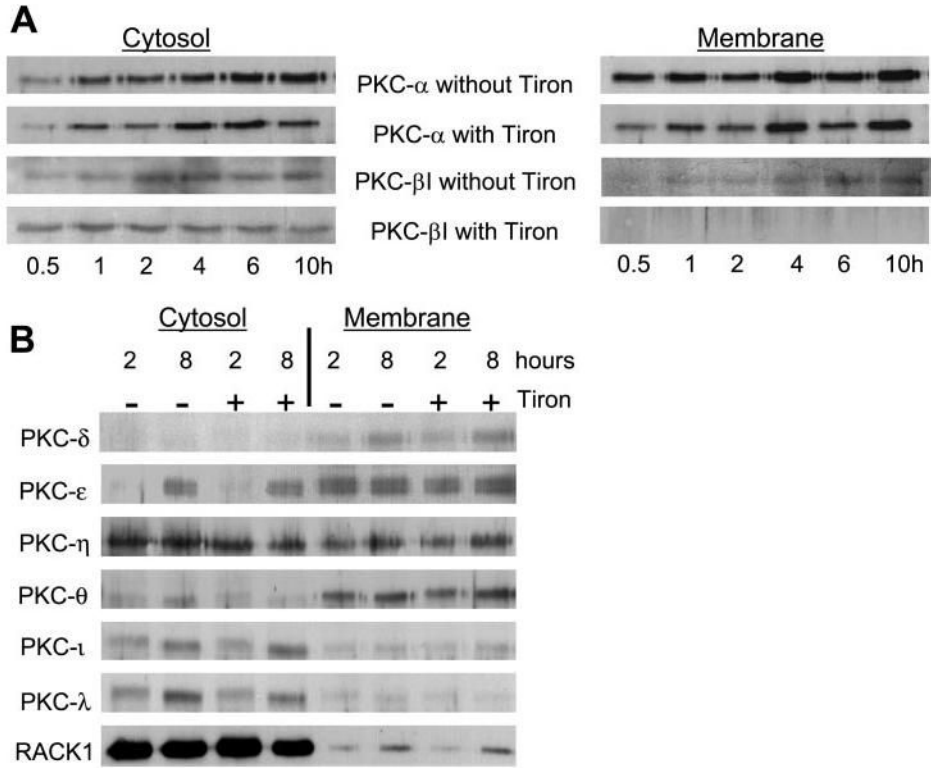 A
Cytosol Membrane
PKC-α without Tiron
PKC-α with Tiron
PKC-βI without Tiron
PKC-βI with Tiron
0.5 1 2 4 6 10h 0.5 1 2 4 6 10h
B
Cytosol Membrane
2 8 2 8 2 8 2 8 hours
- - + + - - + + Tiron
PKC-δ
PKC-ε
PKC-η
PKC-θ
PKC-ι
PKC-λ
RACK1